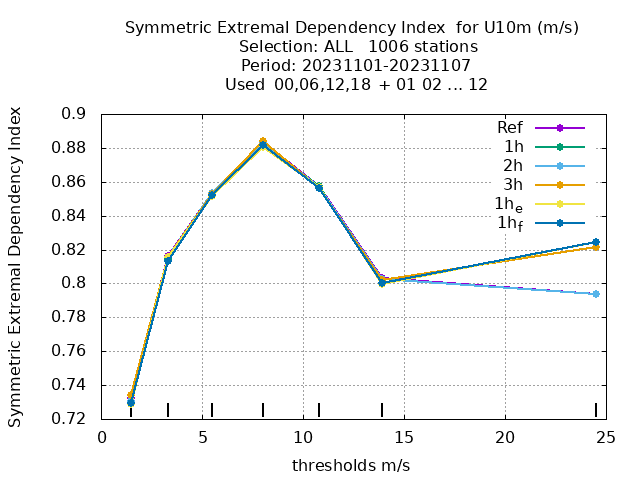 Symmetric Extremal Dependency Index for U10m (m/s)
Selection: ALL 1006 stations
Period: 20231101-20231107
Used 00,06,12,18 + 01 02 ... 12
Symmetric Extremal Dependency Index
0.9
0.88
0.86
0.84
0.82
0.8
0.78
0.76
0.74
0.72
Ref
1h
2h
3h
1he
1hf
0 5 10 15 20 25
thresholds m/s